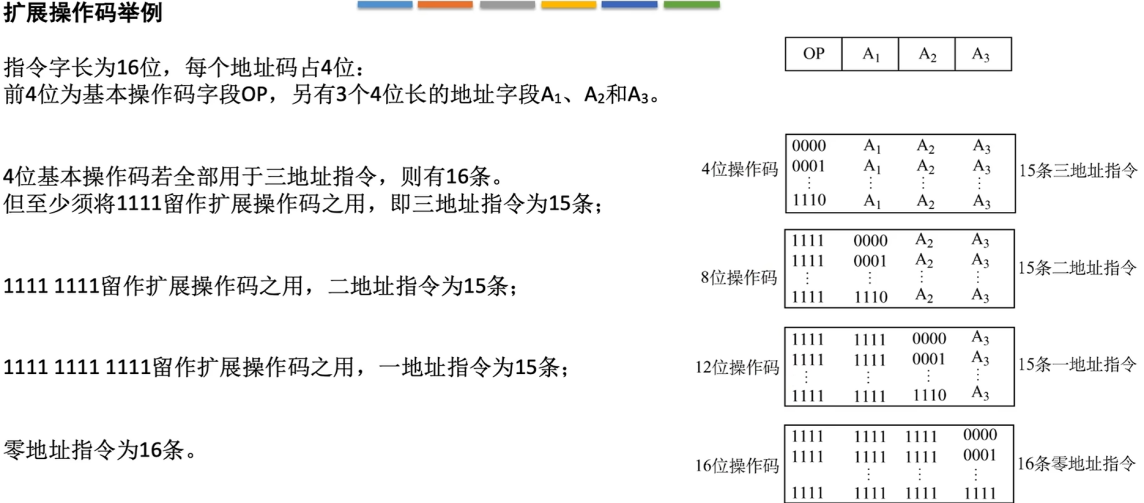 扩展操作码举例
指令字长为16位，每个地址码占4位：
前4位为基本操作码字段OP，另有3个4位长的地址字段A₁、A₂和A₃。
4位基本操作码若全部用于三地址指令，则有16条。
但至少须将1111留作扩展操作码之用，即三地址指令为15条；
1111 1111留作扩展操作码之用，二地址指令为15条；
1111 1111 1111留作扩展操作码之用，一地址指令为15条；
零地址指令为16条。
OP A₁ A₂ A₃
4位操作码
0000 A₁ A₂ A₃
0001 A₁ A₂ A₃
⋮ ⋮ ⋮ ⋮
1110 A₁ A₂ A₃
15条三地址指令
8位操作码
1111 0000 A₂ A₃
1111 0001 A₂ A₃
⋮ ⋮ ⋮ ⋮
1111 1110 A₂ A₃
15条二地址指令
12位操作码
1111 1111 0000 A₃
1111 1111 0001 A₃
⋮ ⋮ ⋮ ⋮
1111 1111 1110 A₃
15条一地址指令
16位操作码
1111 1111 1111 0000
1111 1111 1111 0001
⋮ ⋮
1111 1111 1111 1111
16条零地址指令